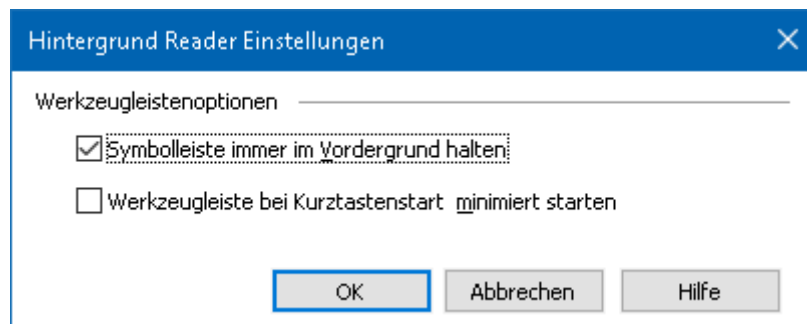 Hintergrund Reader Einstellungen
Werkzeugleistenoptionen
Symbolleiste immer im Vordergrund halten
Werkzeugleiste bei Kurztastenstart minimiert starten
OK Abbrechen Hilfe